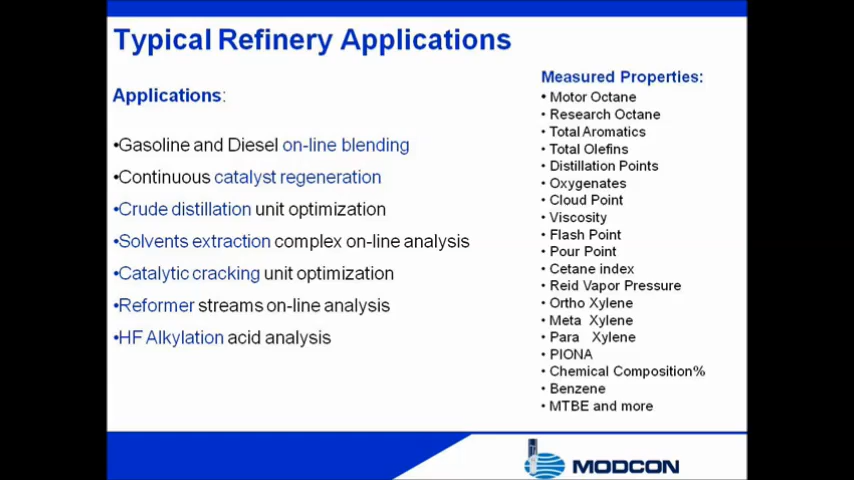 Typical Refinery Applications
Applications:
•Gasoline and Diesel on-line blending
•Continuous catalyst regeneration
•Crude distillation unit optimization
•Solvents extraction complex on-line analysis
•Catalytic cracking unit optimization
•Reformer streams on-line analysis
•HF Alkylation acid analysis
Measured Properties:
• Motor Octane
• Research Octane
• Total Aromatics
• Total Olefins
• Distillation Points
• Oxygenates
• Cloud Point
• Viscosity
• Flash Point
• Pour Point
• Cetane index
• Reid Vapor Pressure
• Ortho Xylene
• Meta Xylene
• Para Xylene
• PIONA
• Chemical Composition%
• Benzene
• MTBE and more
MODCON